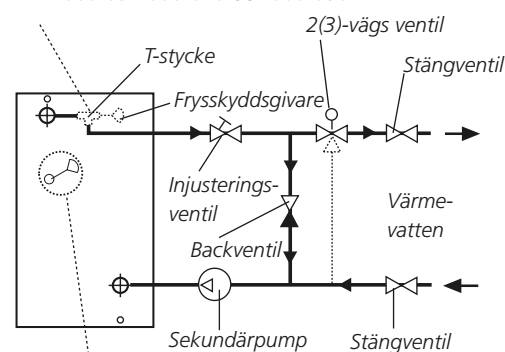 2(3)-vägs ventil
T-stycke
Stängventil
Frysskyddsgivare
Injusterings-
ventil
Värme-
vatten
Backventil
Sekundärpump
Stängventil